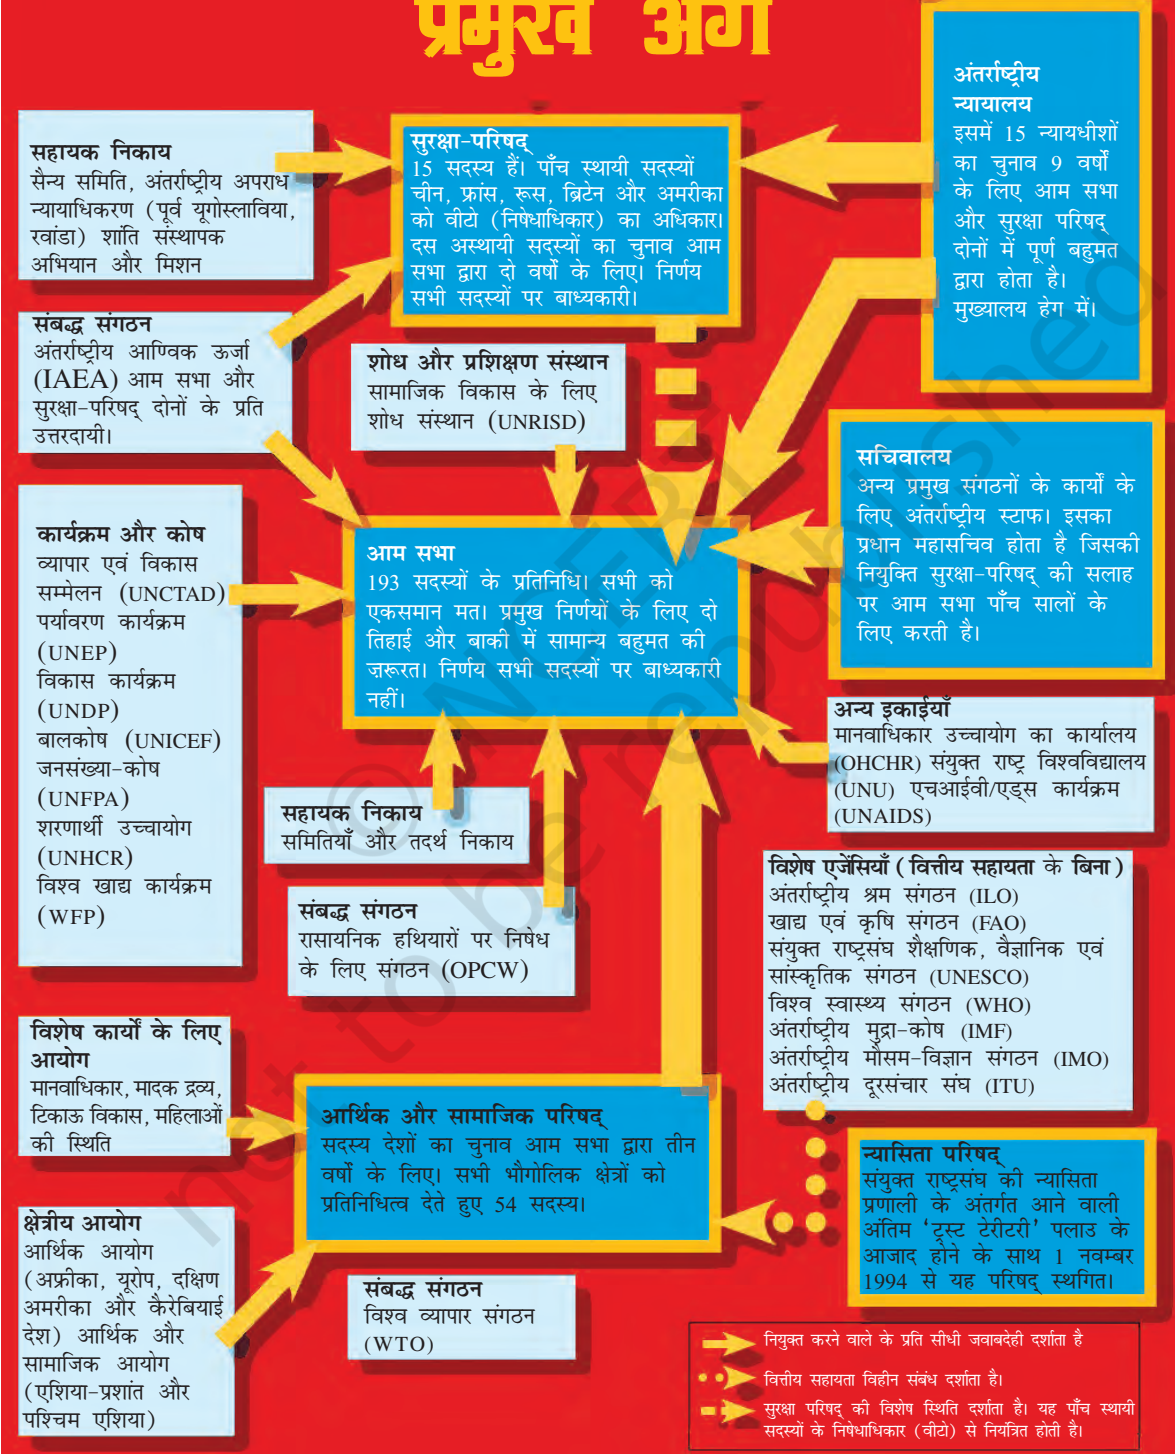 प्रमुख अंग
अंतर्राष्ट्रीय
न्यायालय
इसमें 15 न्यायधीशों
का चुनाव 9 वर्षों
के लिए आम सभा
और सुरक्षा परिषद्
दोनों में पूर्ण बहुमत
द्वारा होता है।
मुख्यालय हेग में।
सहायक निकाय
सैन्य समिति, अंतर्राष्ट्रीय अपराध
न्यायाधिकरण (पूर्व यूगोस्लाविया,
रवांडा) शांति संस्थापक
अभियान और मिशन
सुरक्षा-परिषद्
15 सदस्य हैं। पाँच स्थायी सदस्यों
चीन, फ्रांस, रूस, ब्रिटेन और अमरीका
को वीटो (निषेधाधिकार) का अधिकार।
दस अस्थायी सदस्यों का चुनाव आम
सभा द्वारा दो वर्षों के लिए। निर्णय
सभी सदस्यों पर बाध्यकारी।
संबद्ध संगठन
अंतर्राष्ट्रीय आण्विक ऊर्जा
(IAEA) आम सभा और
सुरक्षा-परिषद् दोनों के प्रति
उत्तरदायी।
शोध और प्रशिक्षण संस्थान
सामाजिक विकास के लिए
शोध संस्थान (UNRISD)
सचिवालय
अन्य प्रमुख संगठनों के कार्यों के
लिए अंतर्राष्ट्रीय स्टाफ। इसका
प्रधान महासचिव होता है जिसकी
नियुक्ति सुरक्षा-परिषद् की सलाह
पर आम सभा पाँच सालों के
लिए करती है।
कार्यक्रम और कोष
व्यापार एवं विकास
सम्मेलन (UNCTAD)
पर्यावरण कार्यक्रम
(UNEP)
विकास कार्यक्रम
(UNDP)
बालकोष (UNICEF)
जनसंख्या-कोष
(UNFPA)
शरणार्थी उच्चायोग
(UNHCR)
विश्व खाद्य कार्यक्रम
(WFP)
आम सभा
193 सदस्यों के प्रतिनिधि। सभी को
एकसमान मत। प्रमुख निर्णयों के लिए दो
तिहाई और बाकी में सामान्य बहुमत की
ज़रूरत। निर्णय सभी सदस्यों पर बाध्यकारी
नहीं।
अन्य इकाईयाँ
मानवाधिकार उच्चायोग का कार्यालय
(OHCHR) संयुक्त राष्ट्र विश्वविद्यालय
(UNU) एचआईवी/एड्स कार्यक्रम
(UNAIDS)
सहायक निकाय
समितियाँ और तदर्थ निकाय
संबद्ध संगठन
रासायनिक हथियारों पर निषेध
के लिए संगठन (OPCW)
विशेष एजेंसियाँ (वित्तीय सहायता के बिना)
अंतर्राष्ट्रीय श्रम संगठन (ILO)
खाद्य एवं कृषि संगठन (FAO)
संयुक्त राष्ट्रसंघ शैक्षणिक, वैज्ञानिक एवं
सांस्कृतिक संगठन (UNESCO)
विश्व स्वास्थ्य संगठन (WHO)
अंतर्राष्ट्रीय मुद्रा-कोष (IMF)
अंतर्राष्ट्रीय मौसम-विज्ञान संगठन (IMO)
अंतर्राष्ट्रीय दूरसंचार संघ (ITU)
विशेष कार्यों के लिए
आयोग
मानवाधिकार, मादक द्रव्य,
टिकाऊ विकास, महिलाओं
की स्थिति
आर्थिक और सामाजिक परिषद्
सदस्य देशों का चुनाव आम सभा द्वारा तीन
वर्षों के लिए। सभी भौगोलिक क्षेत्रों को
प्रतिनिधित्व देते हुए 54 सदस्य।
न्यासिता परिषद्
संयुक्त राष्ट्रसंघ की न्यासिता
प्रणाली के अंतर्गत आने वाली
अंतिम ‘ट्रस्ट टेरीटरी’ पलाउ के
आजाद होने के साथ 1 नवम्बर
1994 से यह परिषद् स्थगित।
क्षेत्रीय आयोग
आर्थिक आयोग
(अफ्रीका, यूरोप, दक्षिण
अमरीका और कैरेबियाई
देश) आर्थिक और
सामाजिक आयोग
(एशिया-प्रशांत और
पश्चिम एशिया)
संबद्ध संगठन
विश्व व्यापार संगठन
(WTO)
नियुक्त करने वाले के प्रति सीधी जवाबदेही दर्शाता है
वित्तीय सहायता विहीन संबंध दर्शाता है।
सुरक्षा परिषद् की विशेष स्थिति दर्शाता है। यह पाँच स्थायी
सदस्यों के निषेधाधिकार (वीटो) से नियंत्रित होती है।
© NCERT
not to be republished